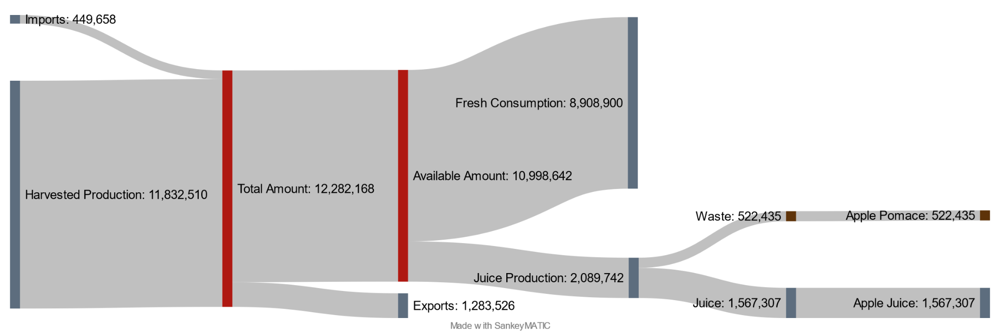 Imports: 449,658
Harvested Production: 11,832,510
Total Amount: 12,282,168
Available Amount: 10,998,642
Exports: 1,283,526
Fresh Consumption: 8,908,900
Juice Production: 2,089,742
Waste: 522,435
Juice: 1,567,307
Apple Pomace: 522,435
Apple Juice: 1,567,307
Made with SankeyMATIC